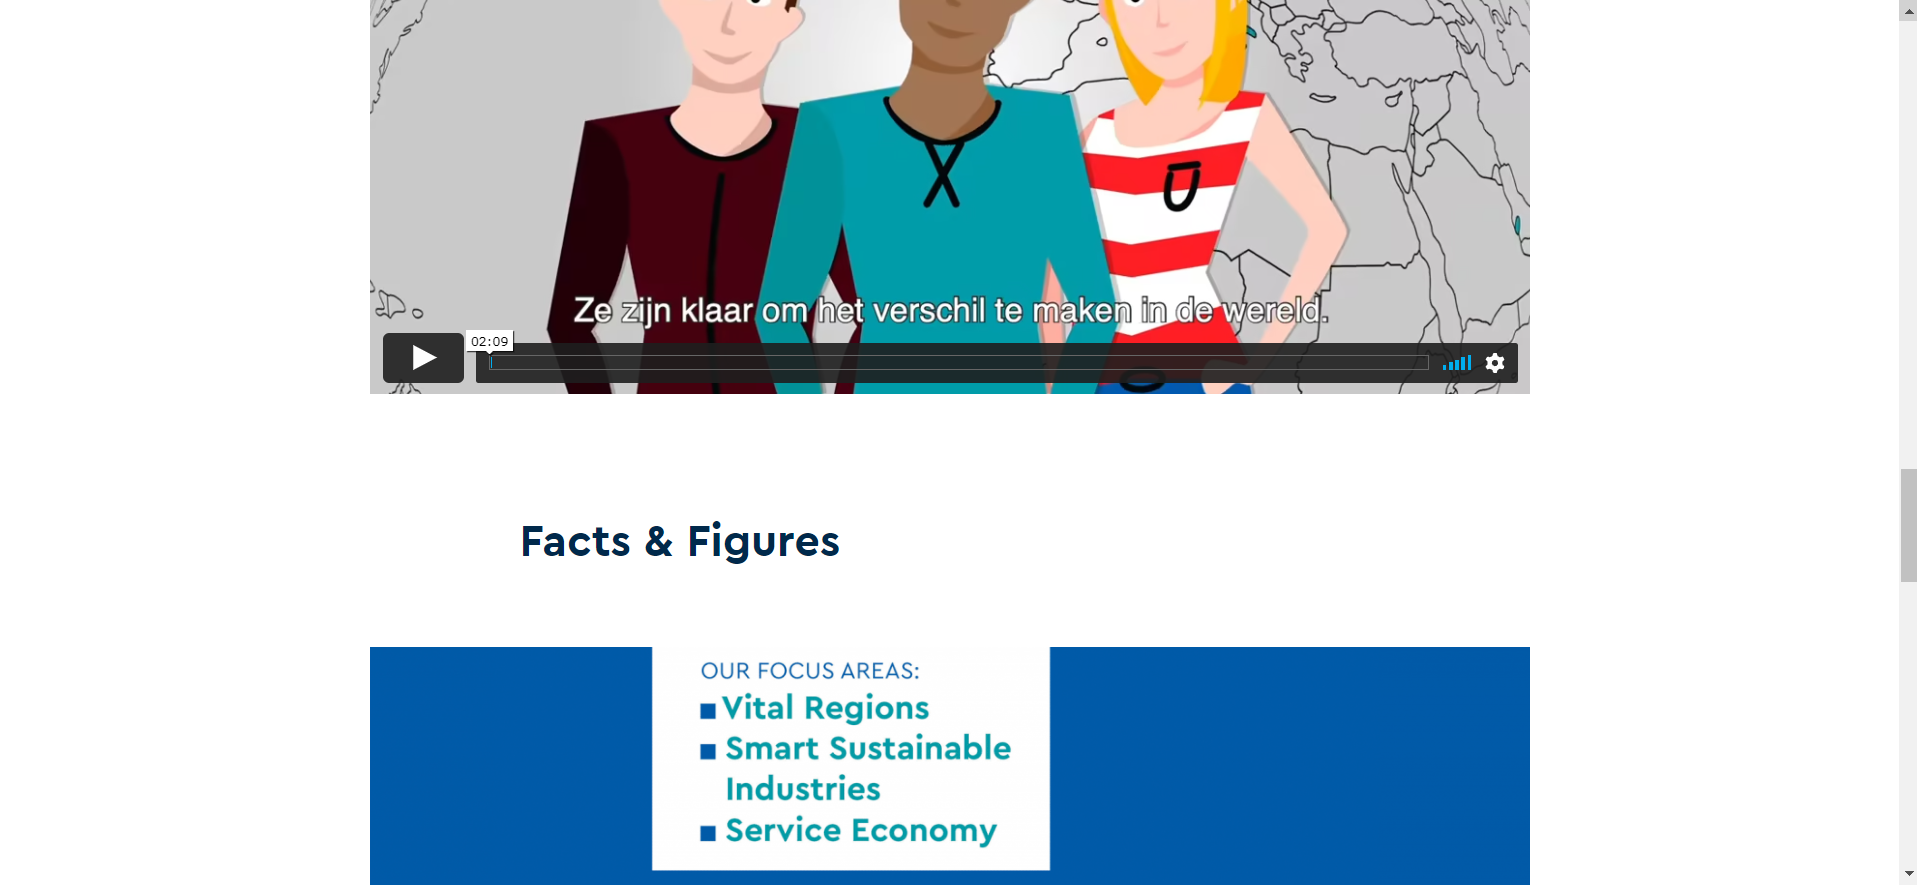 Ze zijn klaar om het verschil te maken in de wereld.
02:09
Facts & Figures
OUR FOCUS AREAS:
Vital Regions
Smart Sustainable
Industries
Service Economy